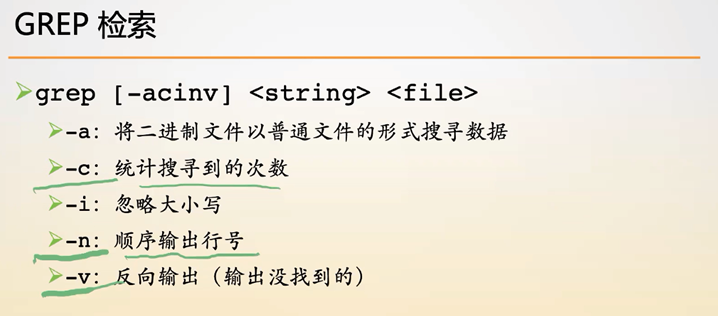 GREP 检索
grep [-acinv] <string> <file>
-a: 将二进制文件以普通文件的形式搜寻数据
-c: 统计搜寻到的次数
-i: 忽略大小写
-n: 顺序输出行号
-v: 反向输出（输出没找到的）